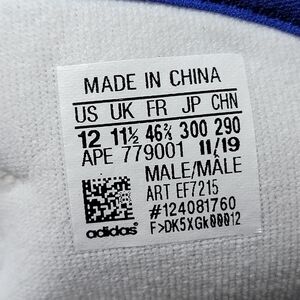 MADE IN CHINA
US UK FR JP CHN
12 11½ 46⅔ 300 290
APE 779001 11/19
MALE/MÂLE
ART EF7215
#124081760
adidas F>DK5XGk00012